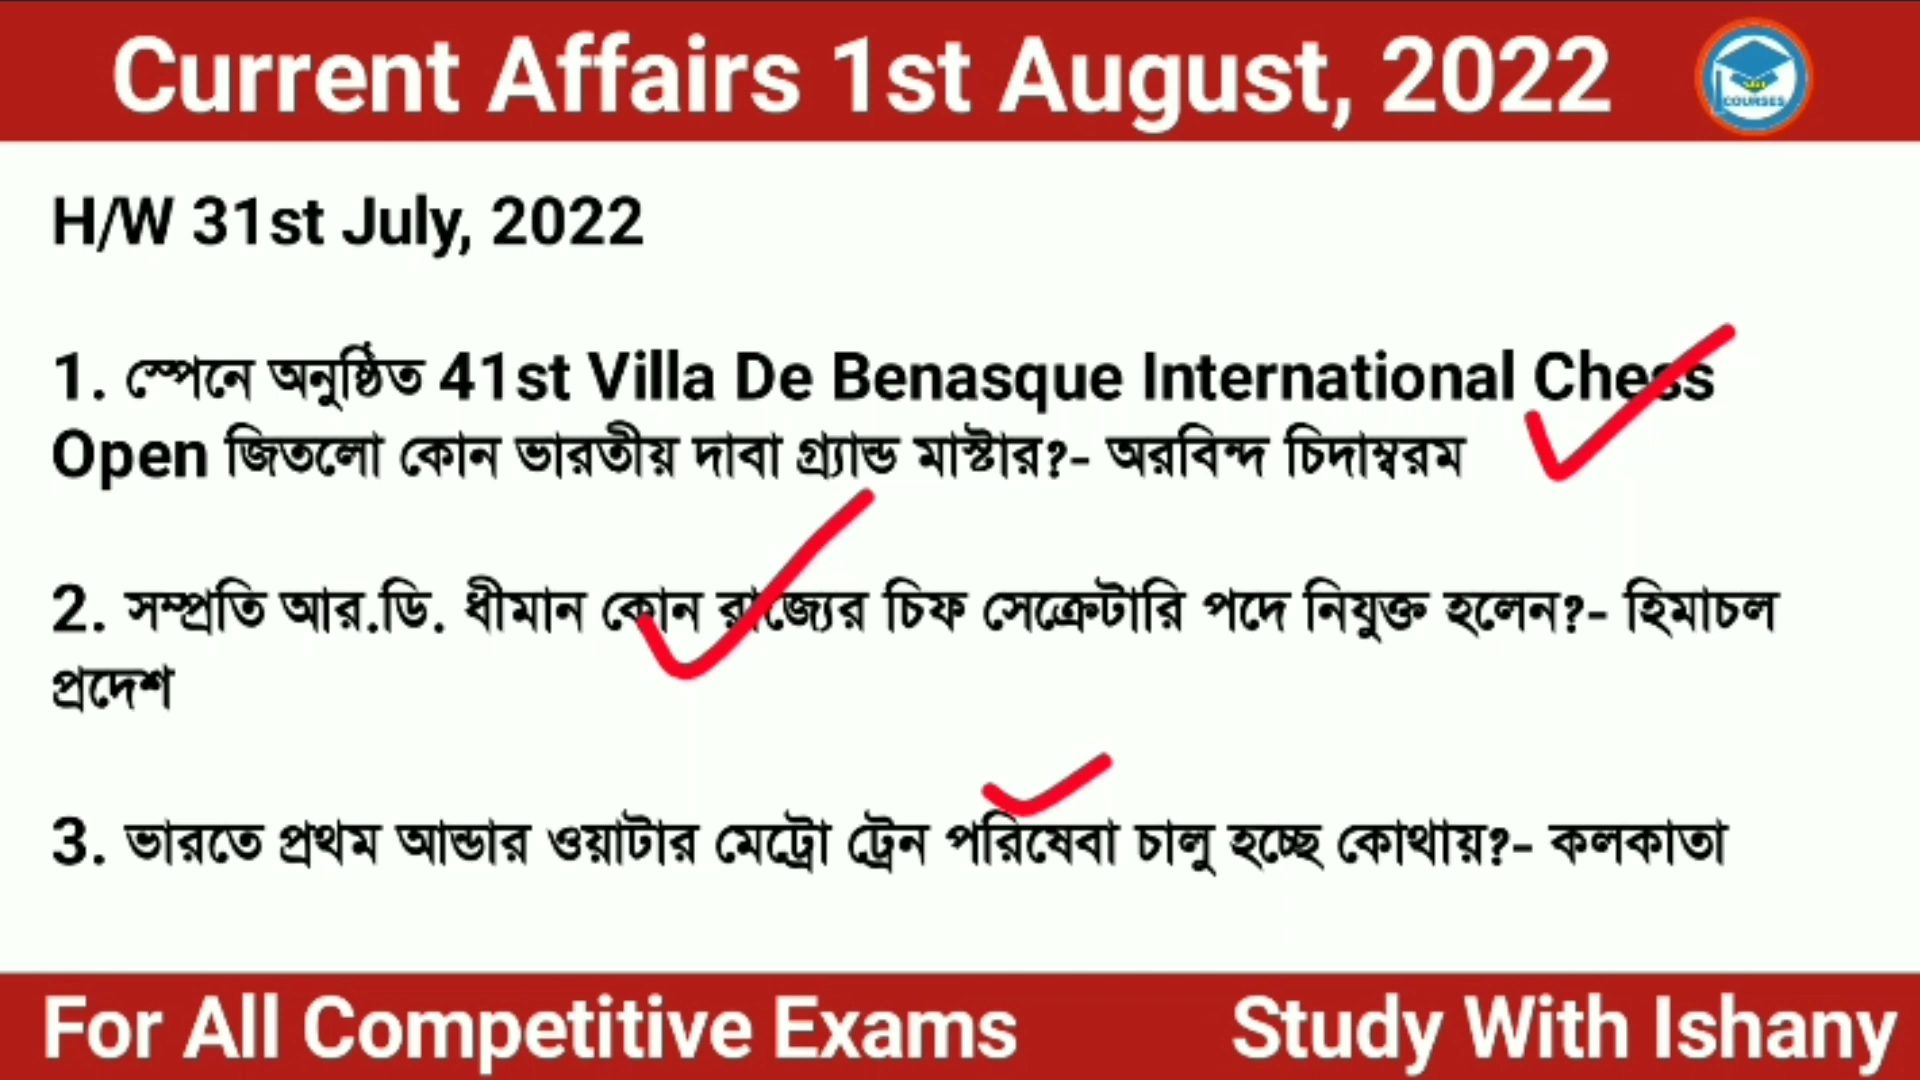 Current Affairs 1st August, 2022
COURSES
H/W 31st July, 2022
1. স্পেনে অনুষ্ঠিত 41st Villa De Benasque International Chess
Open জিতলো কোন ভারতীয় দাবা গ্র্যান্ড মাস্টার?- অরবিন্দ চিদাম্বরম
2. সম্প্রতি আর.ডি. ধীমান কোন রাজ্যের চিফ সেক্রেটারি পদে নিযুক্ত হলেন?- হিমাচল
প্রদেশ
3. ভারতে প্রথম আন্ডার ওয়াটার মেট্রো ট্রেন পরিষেবা চালু হচ্ছে কোথায়?- কলকাতা
For All Competitive Exams
Study With Ishany